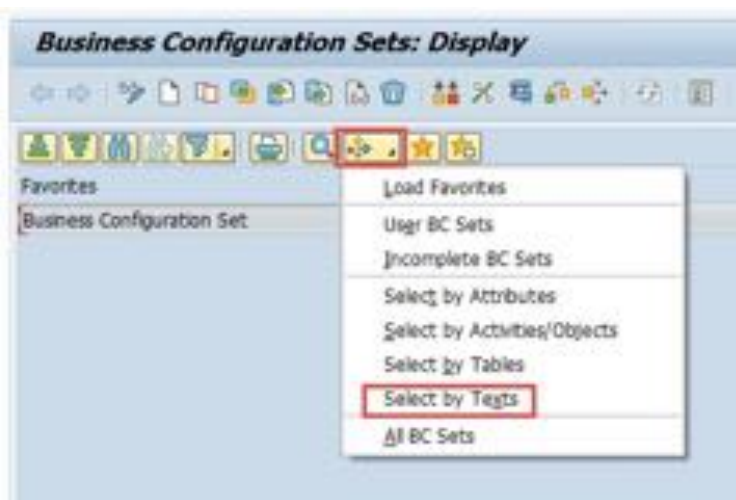 Business Configuration Sets: Display
Favorites
Business Configuration Set
Load Favorites
User BC Sets
Incomplete BC Sets
Select by Attributes
Select by Activities/Objects
Select by Tables
Select by Texts
All BC Sets